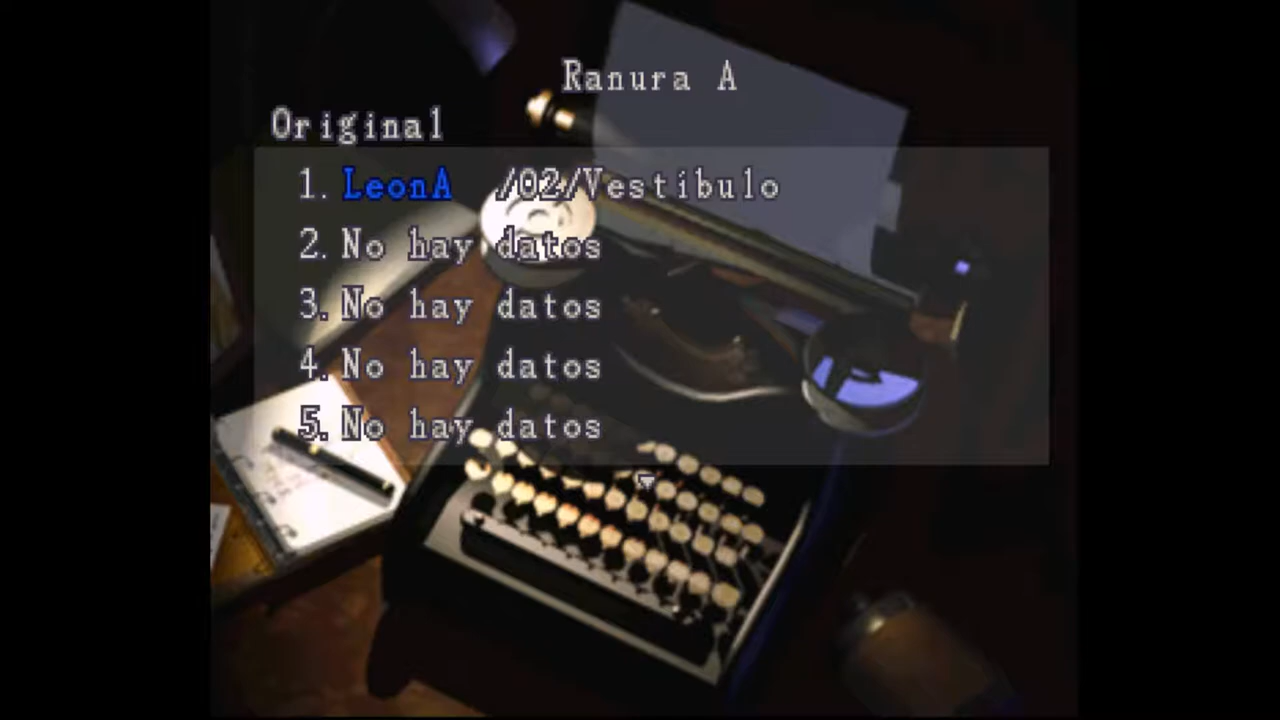 Ranura A
Original
1. LeonA /02/Vestibulo
2. No hay datos
3. No hay datos
4. No hay datos
5. No hay datos